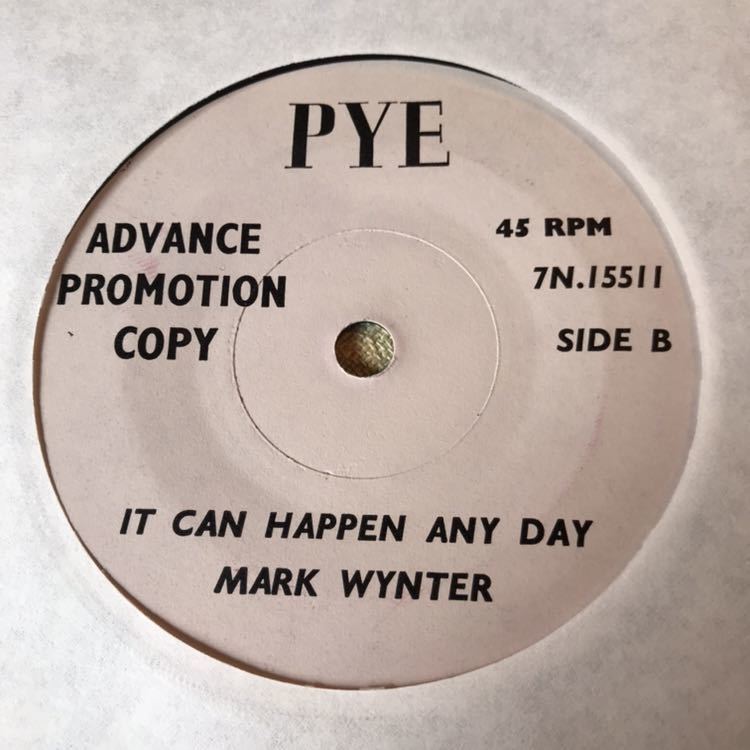 PYE
ADVANCE
PROMOTION
COPY
45 RPM
7N.15511
SIDE B
IT CAN HAPPEN ANY DAY
MARK WYNTER